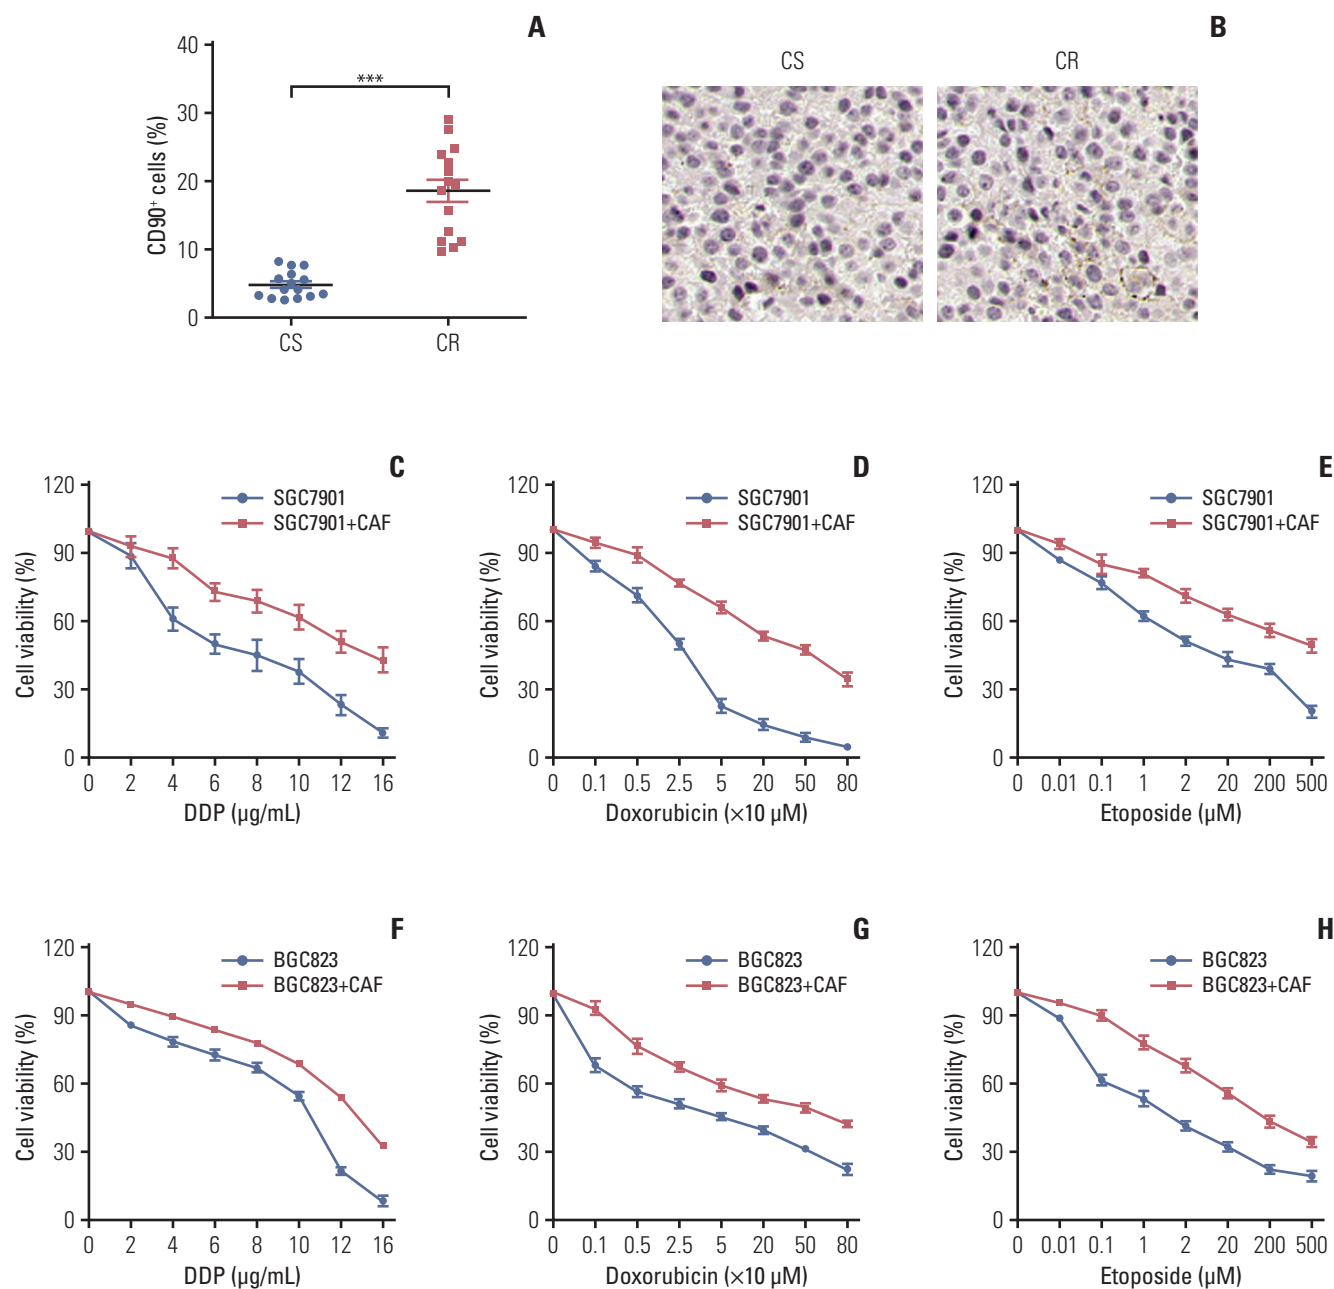 A
40
30
20
10
0
CD90⁺ cells (%)
***
CS
CR
B
CS
CR
C
120
90
60
30
0
Cell viability (%)
SGC7901
SGC7901+CAF
0 2 4 6 8 10 12 16
DDP (µg/mL)
D
120
90
60
30
0
Cell viability (%)
SGC7901
SGC7901+CAF
0 0.1 0.5 2.5 5 20 50 80
Doxorubicin (×10 µM)
E
120
90
60
30
0
Cell viability (%)
SGC7901
SGC7901+CAF
0 0.01 0.1 1 2 20 200 500
Etoposide (µM)
F
120
90
60
30
0
Cell viability (%)
BGC823
BGC823+CAF
0 2 4 6 8 10 12 16
DDP (µg/mL)
G
120
90
60
30
0
Cell viability (%)
BGC823
BGC823+CAF
0 0.1 0.5 2.5 5 20 50 80
Doxorubicin (×10 µM)
H
120
90
60
30
0
Cell viability (%)
BGC823
BGC823+CAF
0 0.01 0.1 1 2 20 200 500
Etoposide (µM)